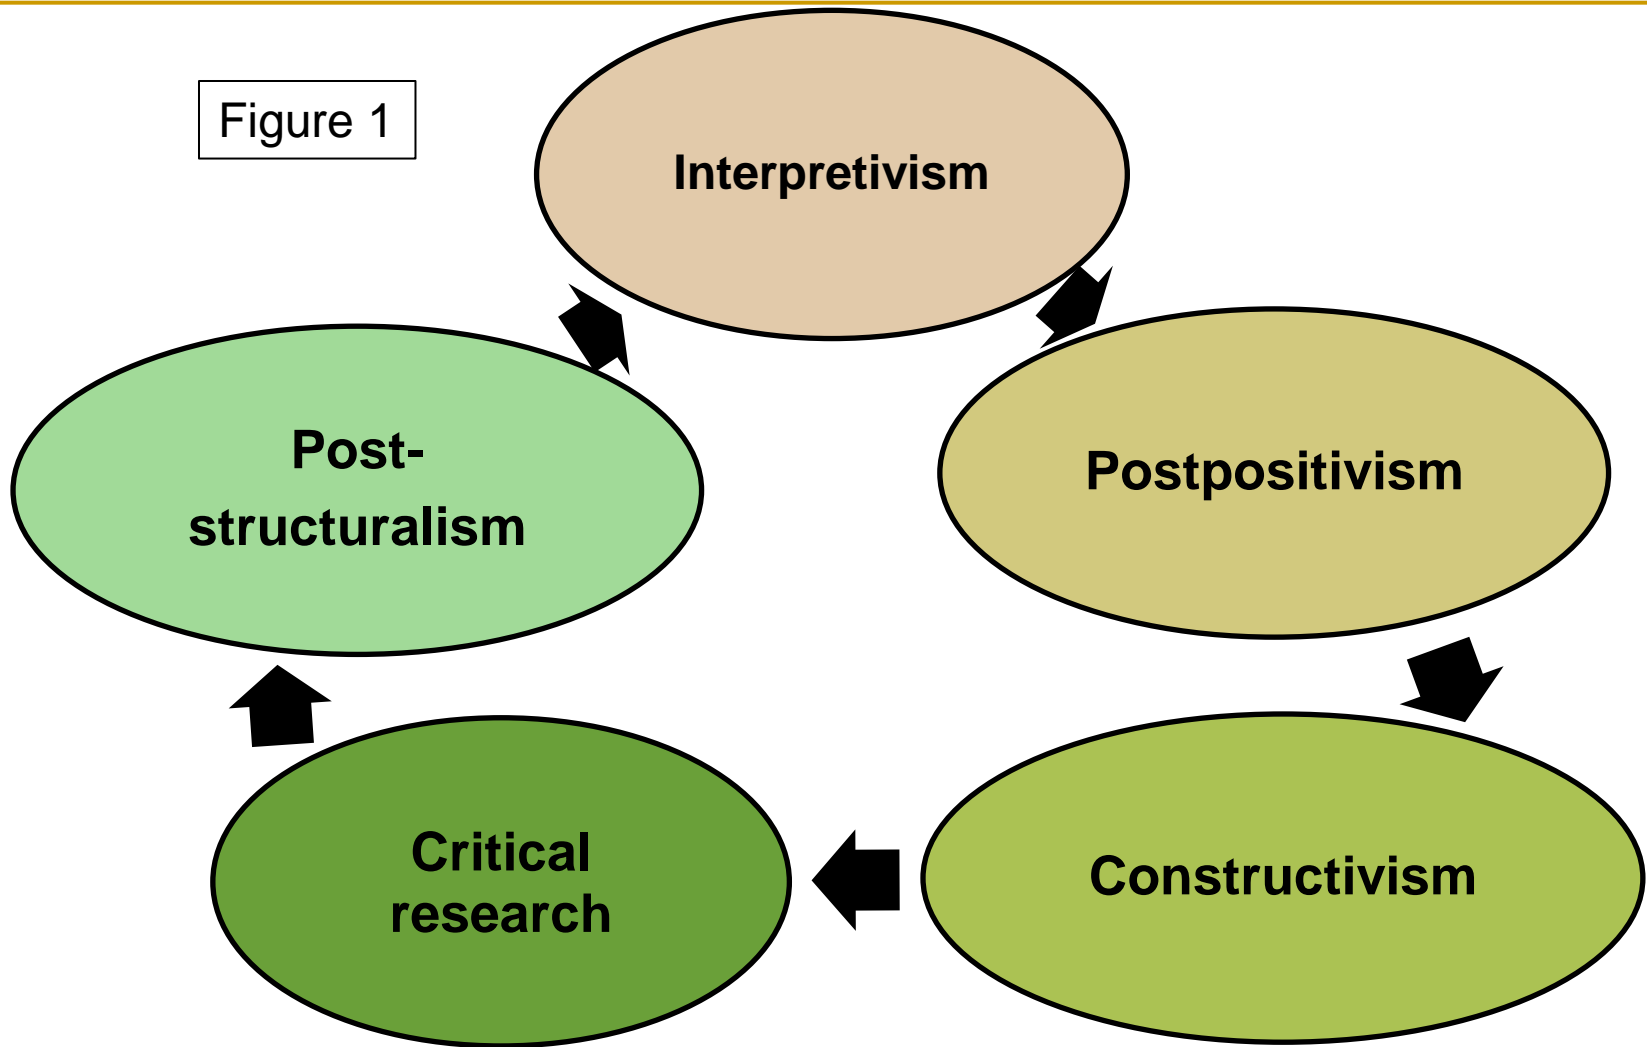 Figure 1
Interpretivism
Postpositivism
Constructivism
Critical
research
Post-
structuralism